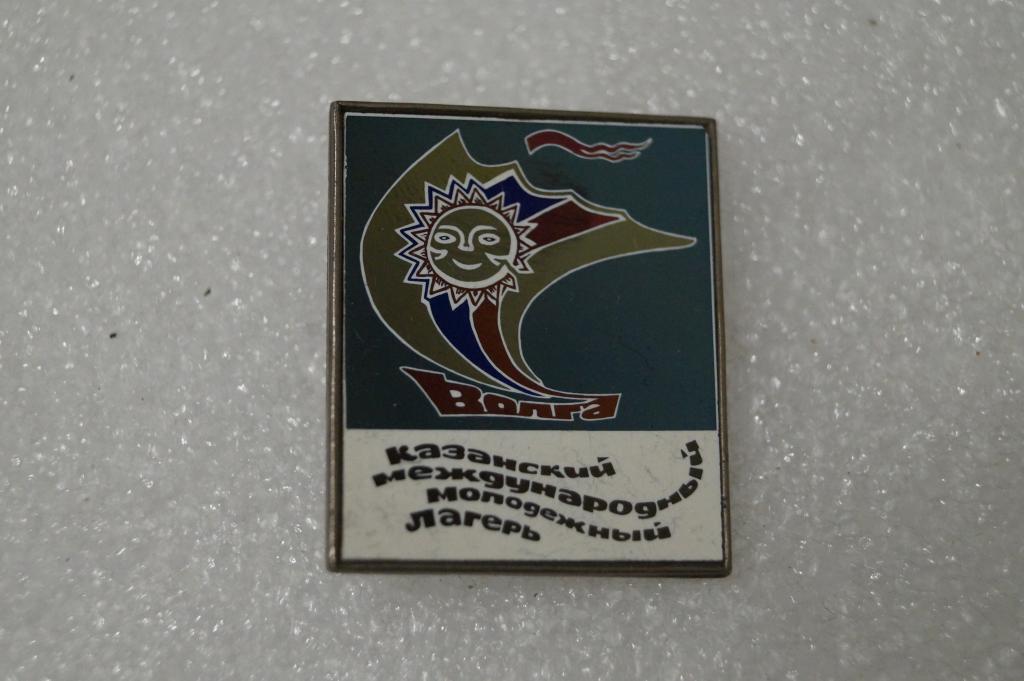 Волга
Казанский
международный
молодежный
Лагерь